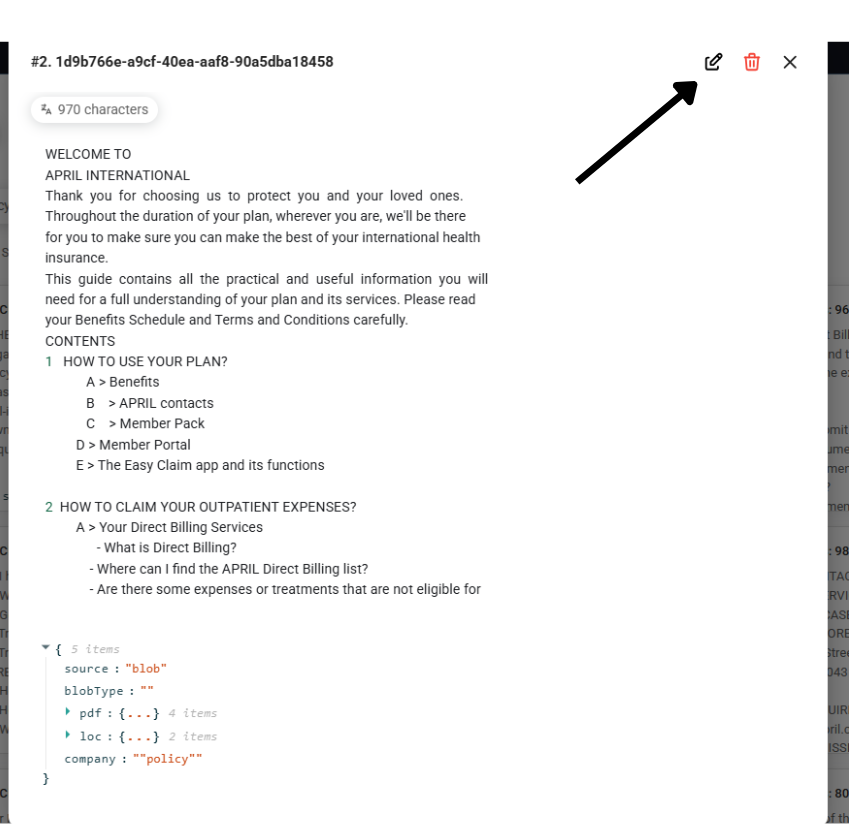 #2. 1d9b766e-a9cf-40ea-aaf8-90a5dba18458
970 characters
WELCOME TO
APRIL INTERNATIONAL
Thank you for choosing us to protect you and your loved ones.
Throughout the duration of your plan, wherever you are, we'll be there
for you to make sure you can make the best of your international health
insurance.
This guide contains all the practical and useful information you will
need for a full understanding of your plan and its services. Please read
your Benefits Schedule and Terms and Conditions carefully.
CONTENTS
1 HOW TO USE YOUR PLAN?
A > Benefits
B > APRIL contacts
C > Member Pack
D > Member Portal
E > The Easy Claim app and its functions
2 HOW TO CLAIM YOUR OUTPATIENT EXPENSES?
A > Your Direct Billing Services
- What is Direct Billing?
- Where can I find the APRIL Direct Billing list?
- Are there some expenses or treatments that are not eligible for
{ 5 items
source : "blob"
blobType : ""
pdf : {...} 4 items
loc : {...} 2 items
company : ""policy""
}